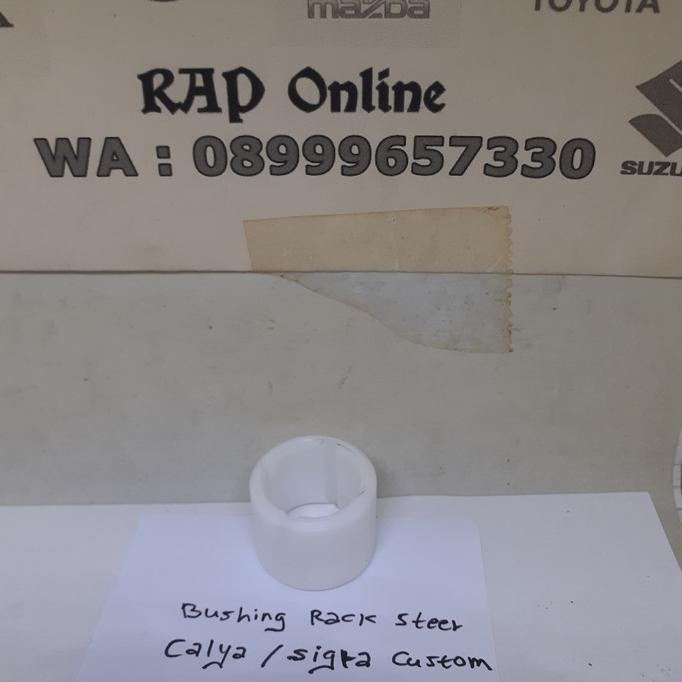 mazda
TOYOTA
RAP Online
WA : 08999657330
SUZU
Bushing Rack Steer
Calya / sigra Custom